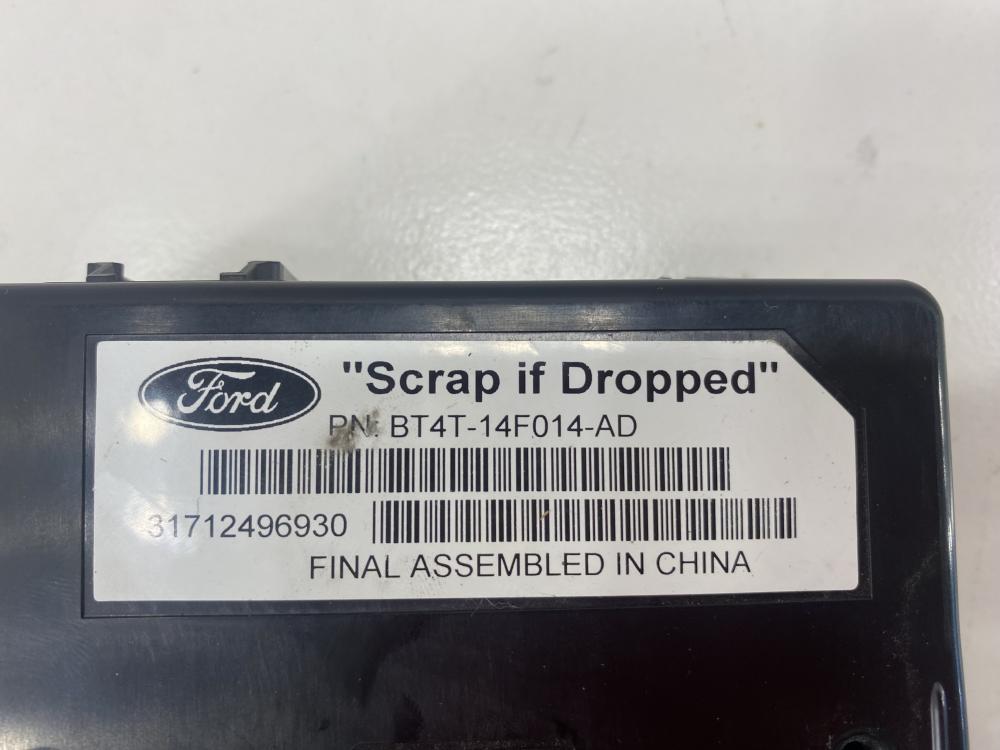 Ford
"Scrap if Dropped"
PN: BT4T-14F014-AD
31712496930
FINAL ASSEMBLED IN CHINA